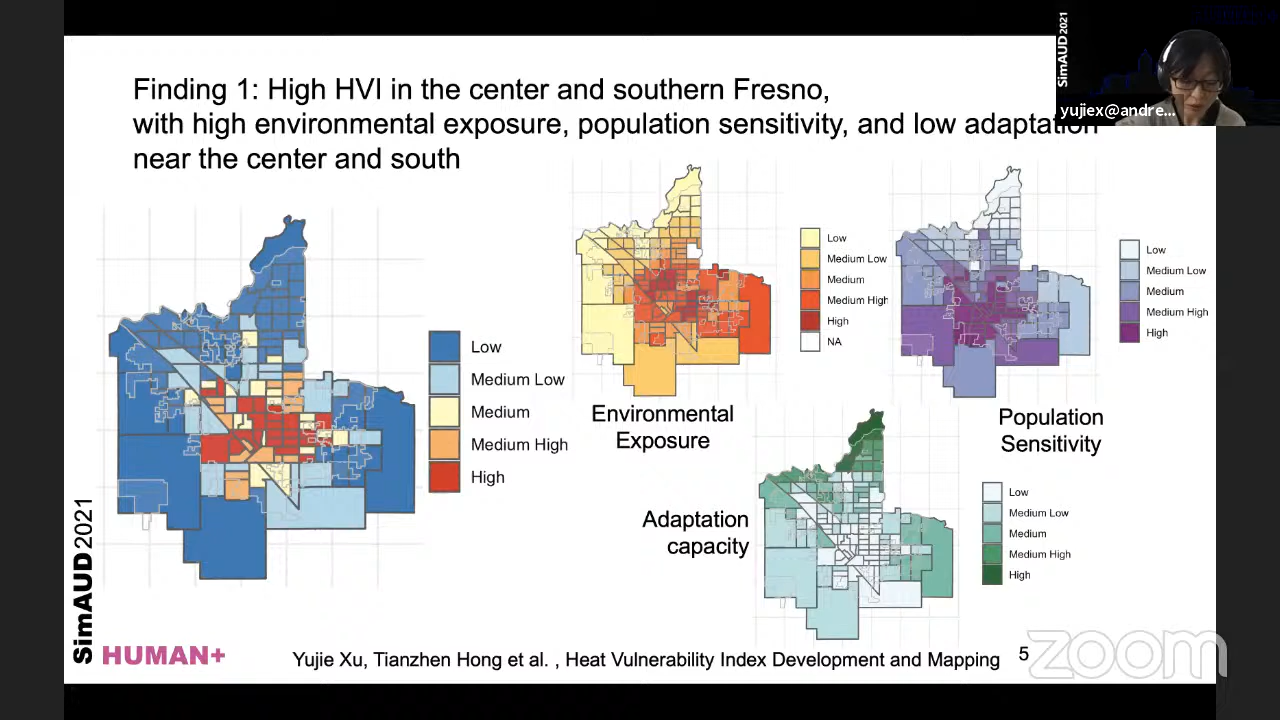 Finding 1: High HVI in the center and southern Fresno,
with high environmental exposure, population sensitivity, and low adaptation
near the center and south
SimAUD2021
yujiex@andre...
Low
Medium Low
Medium
Medium High
High
Low
Medium Low
Medium
Medium High
High
NA
Environmental
Exposure
Low
Medium Low
Medium
Medium High
High
Population
Sensitivity
Adaptation
capacity
Low
Medium Low
Medium
Medium High
High
SimAUD2021
HUMAN+
Yujie Xu, Tianzhen Hong et al. , Heat Vulnerability Index Development and Mapping
5
zoom